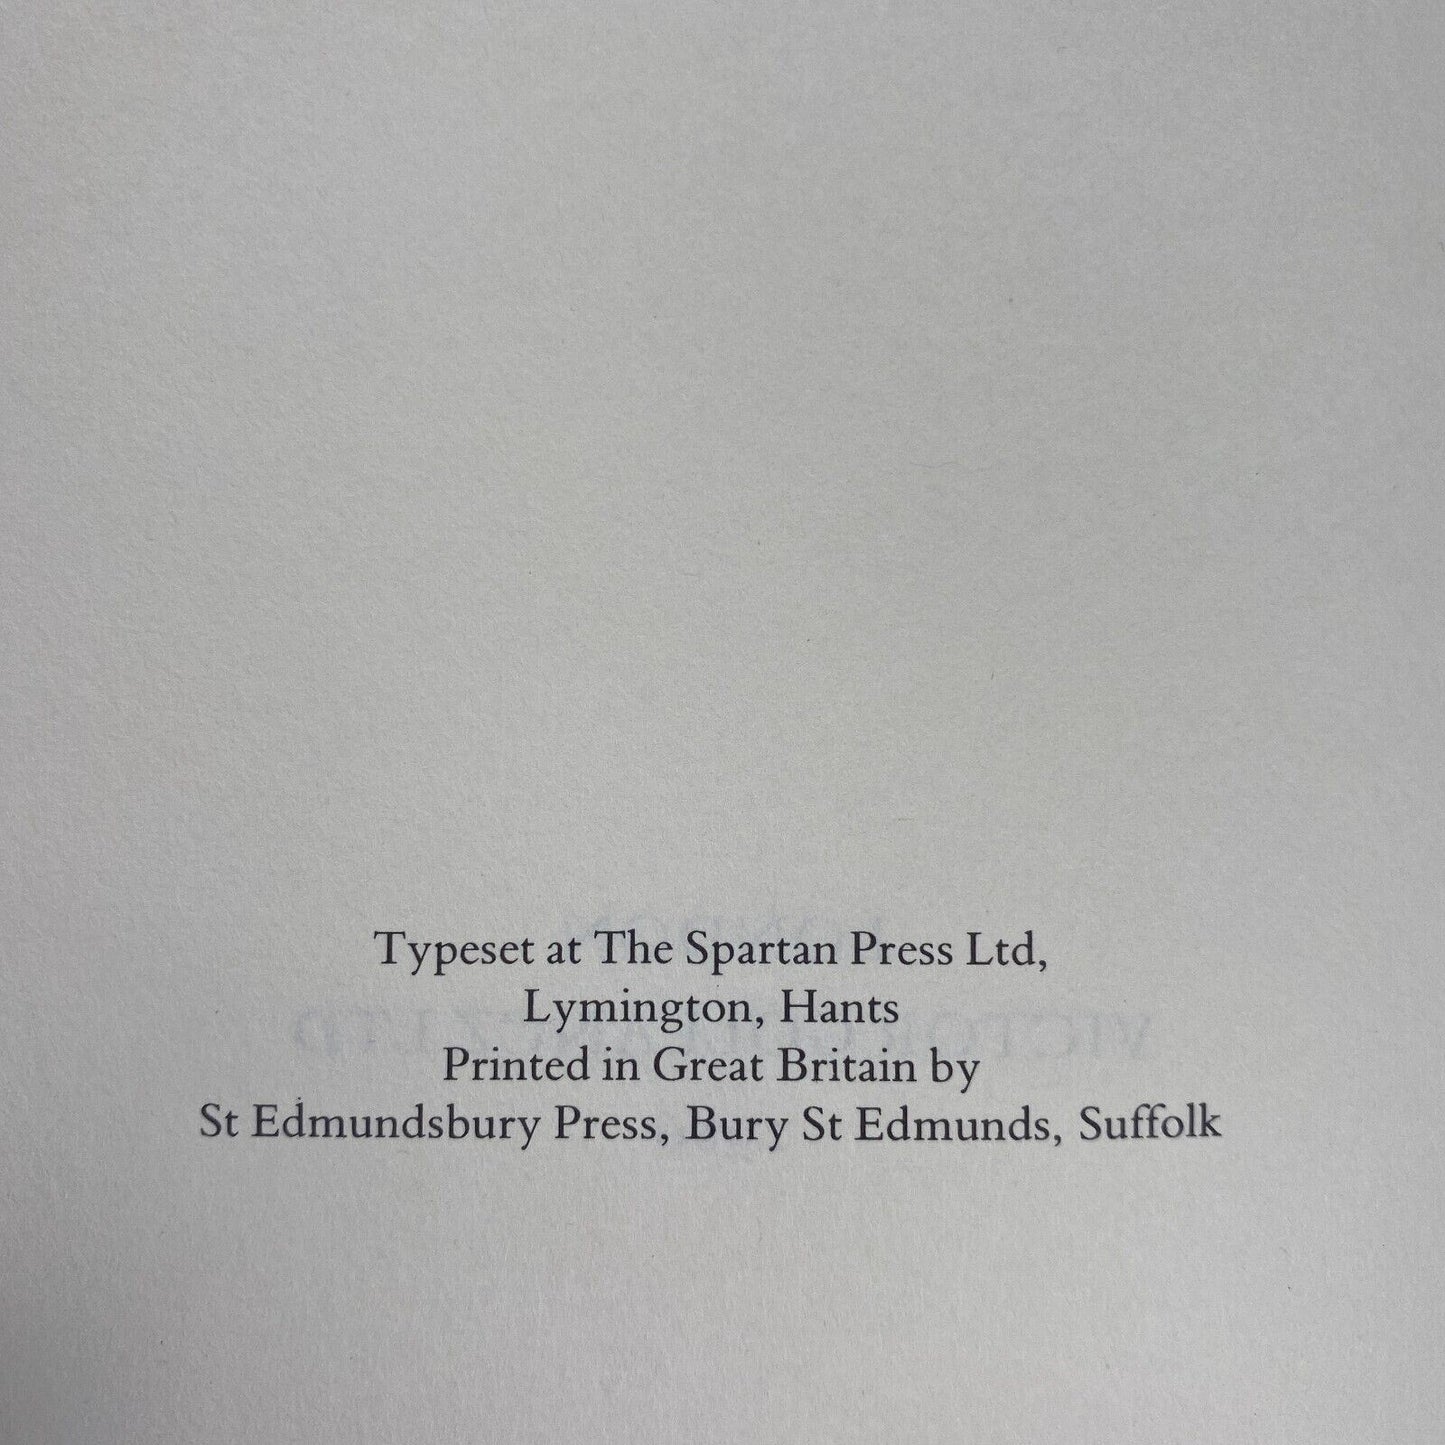 Typeset at The Spartan Press Ltd,
Lymington, Hants
Printed in Great Britain by
St Edmundsbury Press, Bury St Edmunds, Suffolk